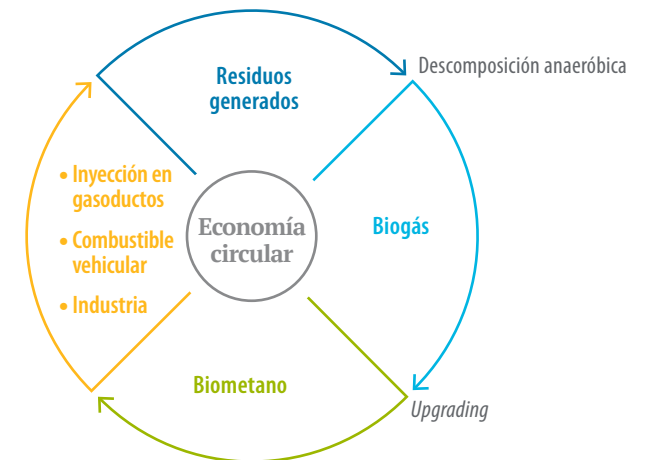 Residuos
generados
Descomposición anaeróbica
Biogás
Upgrading
Biometano
• Inyección en
gasoductos
• Combustible
vehicular
• Industria
Economía
circular